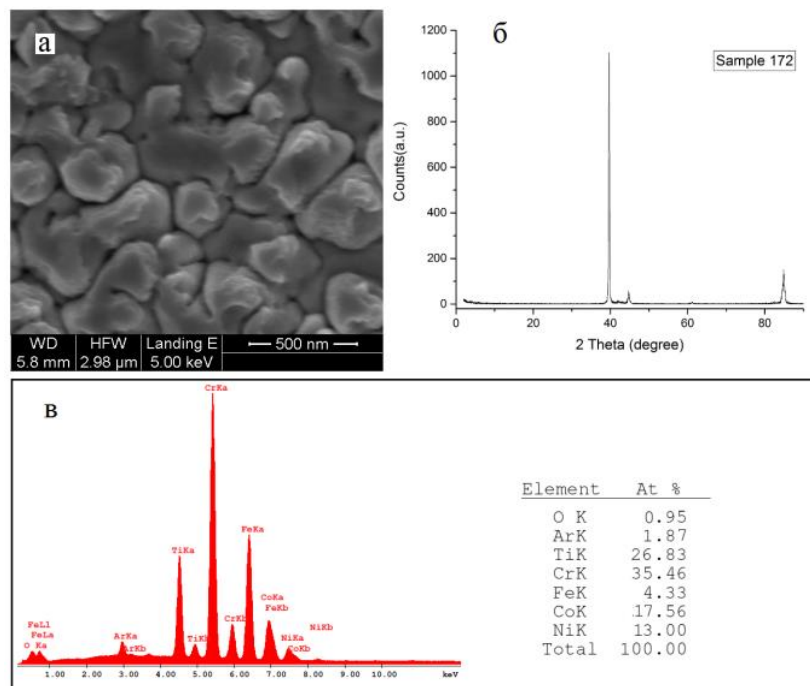 а
WD HFW Landing E
5.8 mm 2.98 µm 5.00 keV 500 nm
б
Sample 172
Counts(a.u.)
1200
1000
800
600
400
200
0
0 20 40 60 80
2 Theta (degree)
в
CrKa
FeKa
TiKa
CoKa
FeKb
CrKb
NiKb
FeLl
FeLa
ArKa
TiKb
NiKa
O Ka
ArKb
CoKb
1.00 2.00 3.00 4.00 5.00 6.00 7.00 8.00 9.00 10.00 keV
Element At %
O K 0.95
ArK 1.87
TiK 26.83
CrK 35.46
FeK 4.33
CoK 17.56
NiK 13.00
Total 100.00